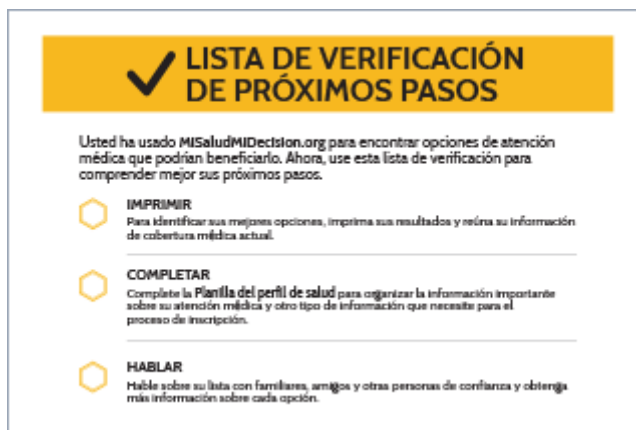 LISTA DE VERIFICACIÓN
DE PRÓXIMOS PASOS
Usted ha usado MISaludMIDecision.org para encontrar opciones de atención
médica que podrían beneficiarlo. Ahora, use esta lista de verificación para
comprender mejor sus próximos pasos.
IMPRIMIR
Para identificar sus mejores opciones, imprima sus resultados y reúna su información
de cobertura médica actual.
COMPLETAR
Complete la Planilla del perfil de salud para organizar la información importante
sobre su atención médica y otro tipo de información que necesite para el
proceso de inscripción.
HABLAR
Hable sobre su lista con familiares, amigos y otras personas de confianza y obtenga
más información sobre cada opción.